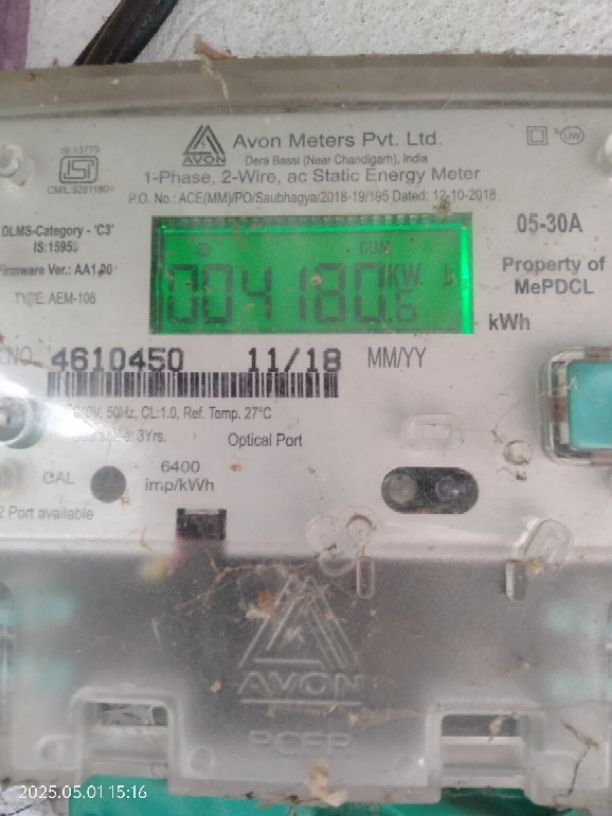 IS:13779
CM/L:9261180
AVON
Avon Meters Pvt. Ltd.
Dera Bassi (Near Chandigarh), India
1-Phase, 2-Wire, ac Static Energy Meter
P.O. No.: ACE(MM)/PO/Saubhagya/2018-19/195 Dated: 12-10-2018
UW
DLMS-Category - 'C3'
IS:15959
Firmware Ver.: AA1.00
TYPE: AEM-106
CUM
004180.6
KW h
05-30A
Property of
MePDCL
kWh
NO. 4610450 11/18 MM/YY
50Hz, CL:1.0, Ref. Temp. 27°C
3Yrs.
Optical Port
CAL
6400
imp/kWh
Port available
AVON
2025.05.01 15:16